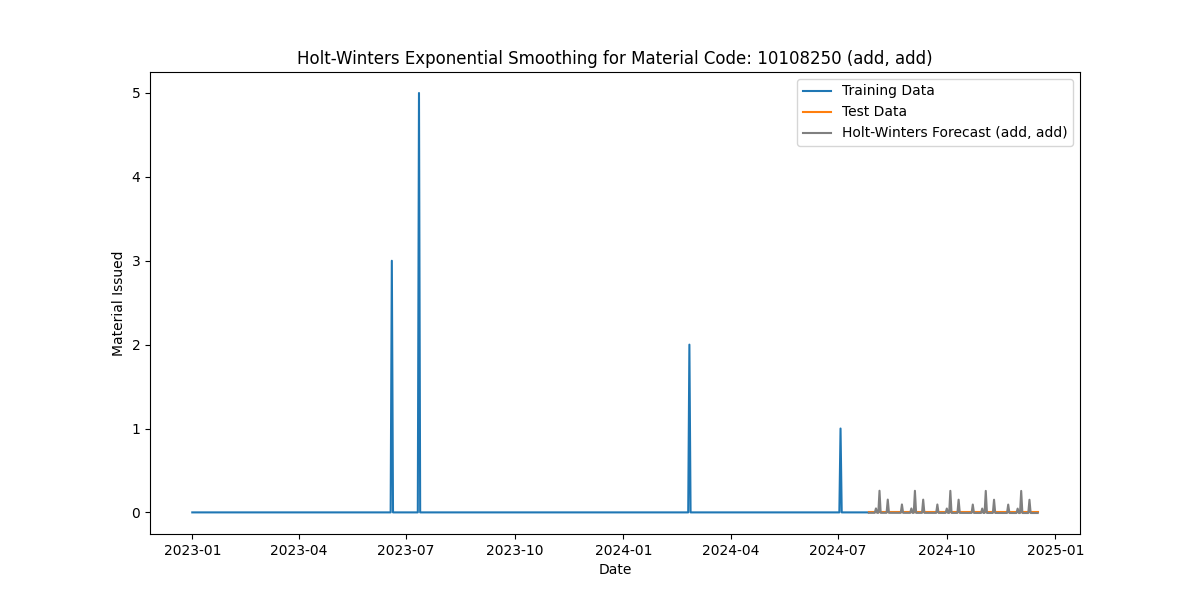 Holt-Winters Exponential Smoothing for Material Code: 10108250 (add, add)
Training Data
Test Data
Holt-Winters Forecast (add, add)
Material Issued
5
4
3
2
1
0
2023-01 2023-04 2023-07 2023-10 2024-01 2024-04 2024-07 2024-10 2025-01
Date